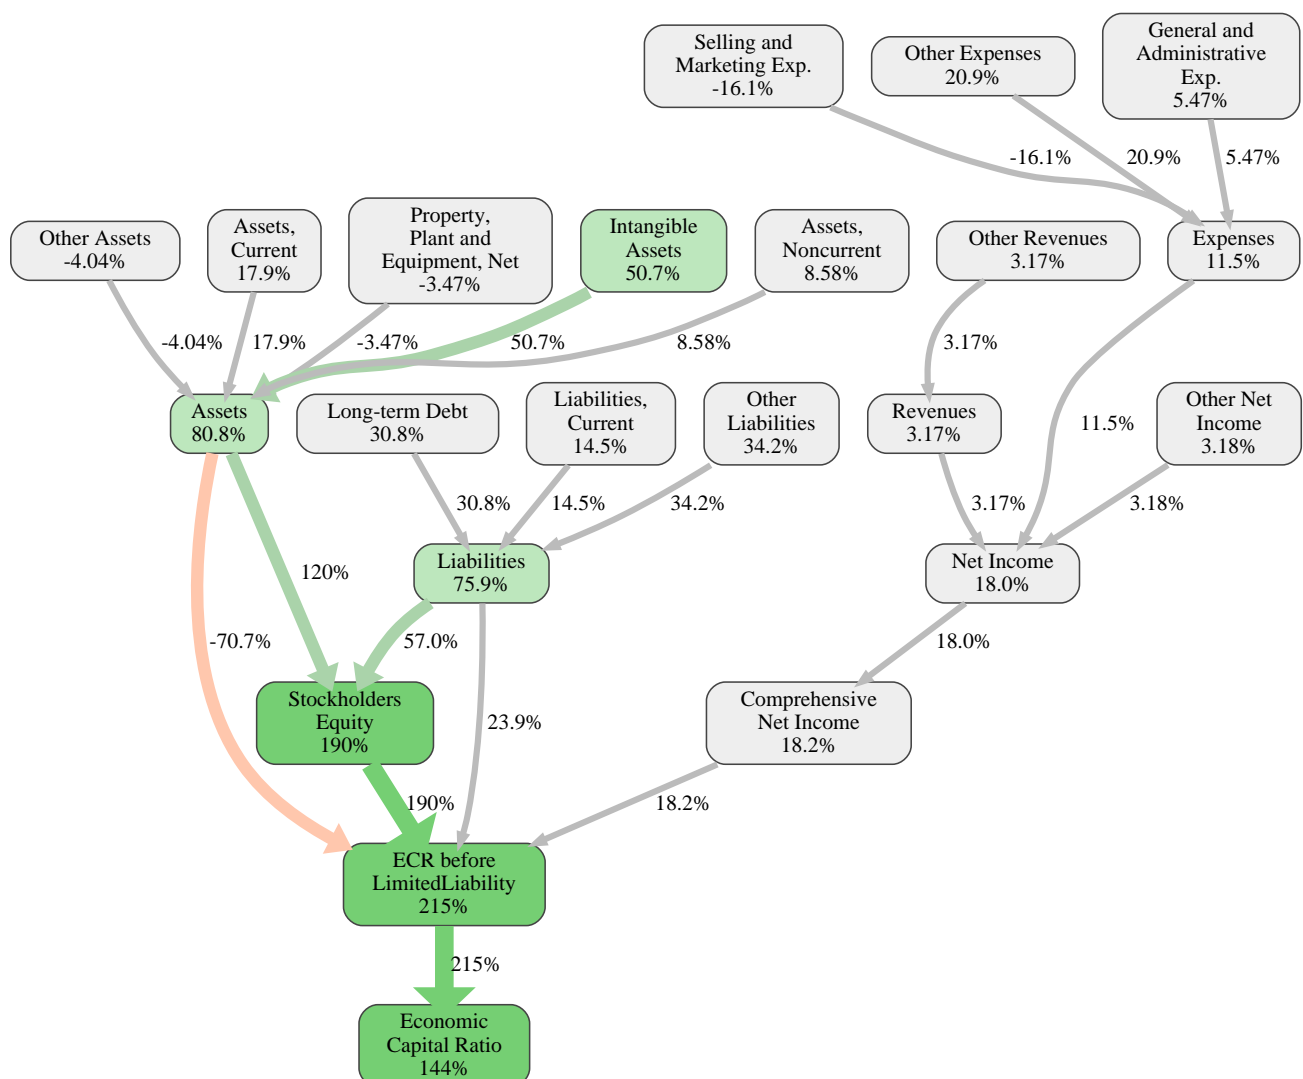 Selling and
Marketing Exp.
-16.1%
Other Expenses
20.9%
General and
Administrative
Exp.
5.47%
-16.1%
20.9%
5.47%
Other Assets
-4.04%
Assets,
Current
17.9%
Property,
Plant and
Equipment, Net
-3.47%
Intangible
Assets
50.7%
Assets,
Noncurrent
8.58%
Other Revenues
3.17%
Expenses
11.5%
-4.04%
17.9%
-3.47%
50.7%
8.58%
3.17%
11.5%
Assets
80.8%
Long-term Debt
30.8%
Liabilities,
Current
14.5%
Other
Liabilities
34.2%
Revenues
3.17%
Other Net
Income
3.18%
30.8%
14.5%
34.2%
3.17%
3.18%
120%
Liabilities
75.9%
Net Income
18.0%
-70.7%
57.0%
18.0%
Stockholders
Equity
190%
23.9%
Comprehensive
Net Income
18.2%
190%
18.2%
ECR before
LimitedLiability
215%
215%
Economic
Capital Ratio
144%